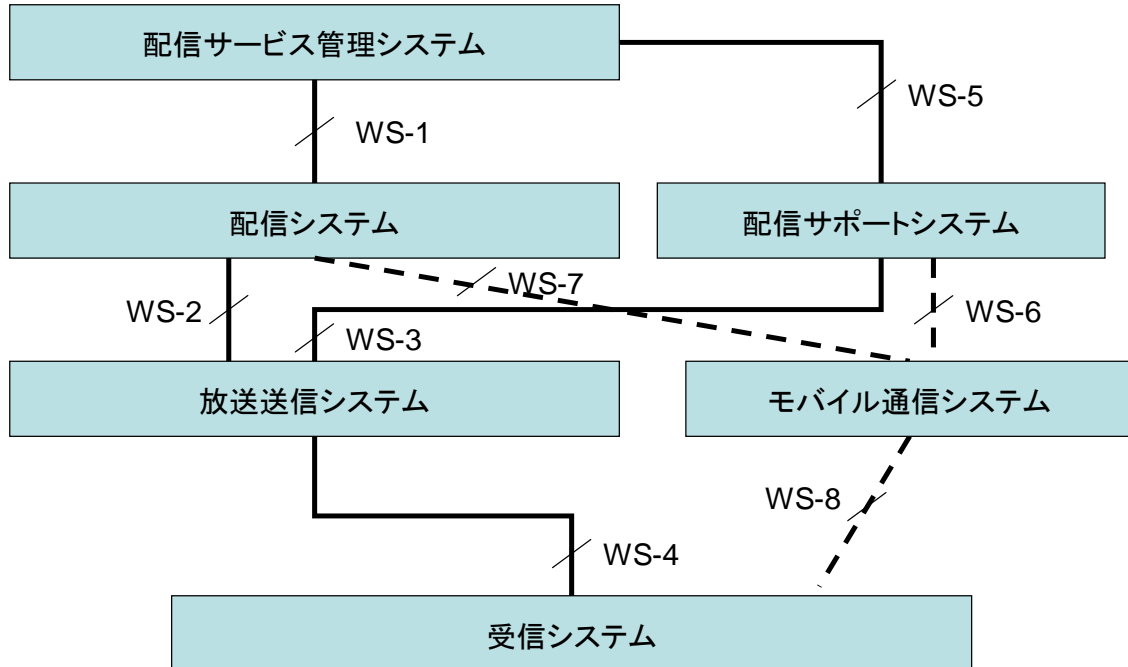 配信サービス管理システム
WS-5
WS-1
配信システム
配信サポートシステム
WS-7
WS-2
WS-6
WS-3
放送送信システム
モバイル通信システム
WS-8
WS-4
受信システム